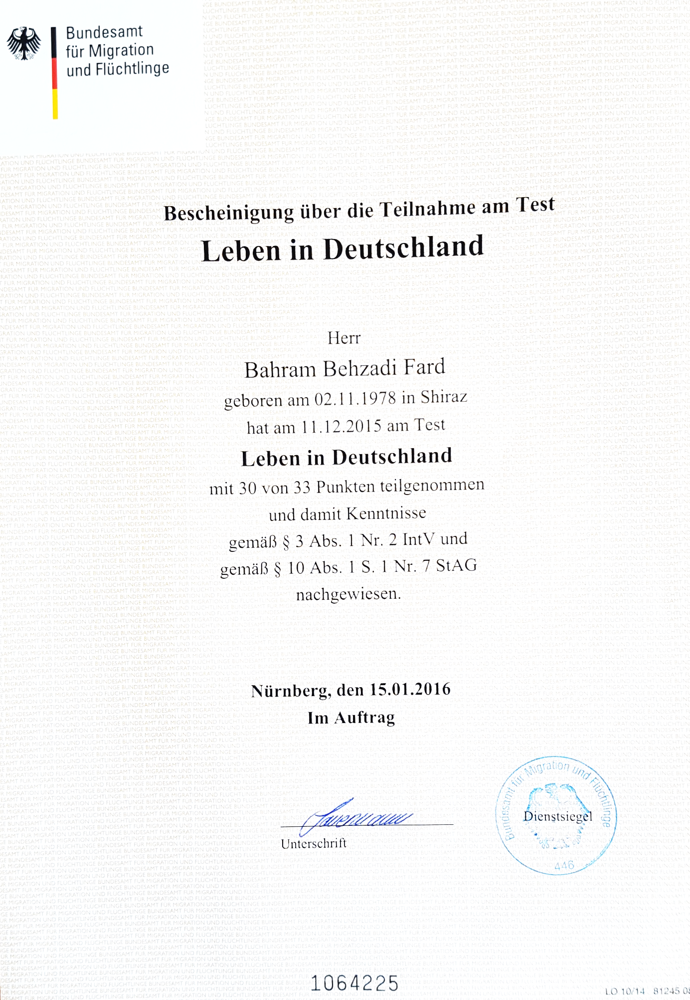 Bundesamt
für Migration
und Flüchtlinge
Bescheinigung über die Teilnahme am Test
Leben in Deutschland
Herr
Bahram Behzadi Fard
geboren am 02.11.1978 in Shiraz
hat am 11.12.2015 am Test
Leben in Deutschland
mit 30 von 33 Punkten teilgenommen
und damit Kenntnisse
gemäß § 3 Abs. 1 Nr. 2 IntV und
gemäß § 10 Abs. 1 S. 1 Nr. 7 StAG
nachgewiesen.
Nürnberg, den 15.01.2016
Im Auftrag
Unterschrift
Bundesamt für Migration und Flüchtlinge
Dienstsiegel
446
1064225
LO 10/14 81245 08